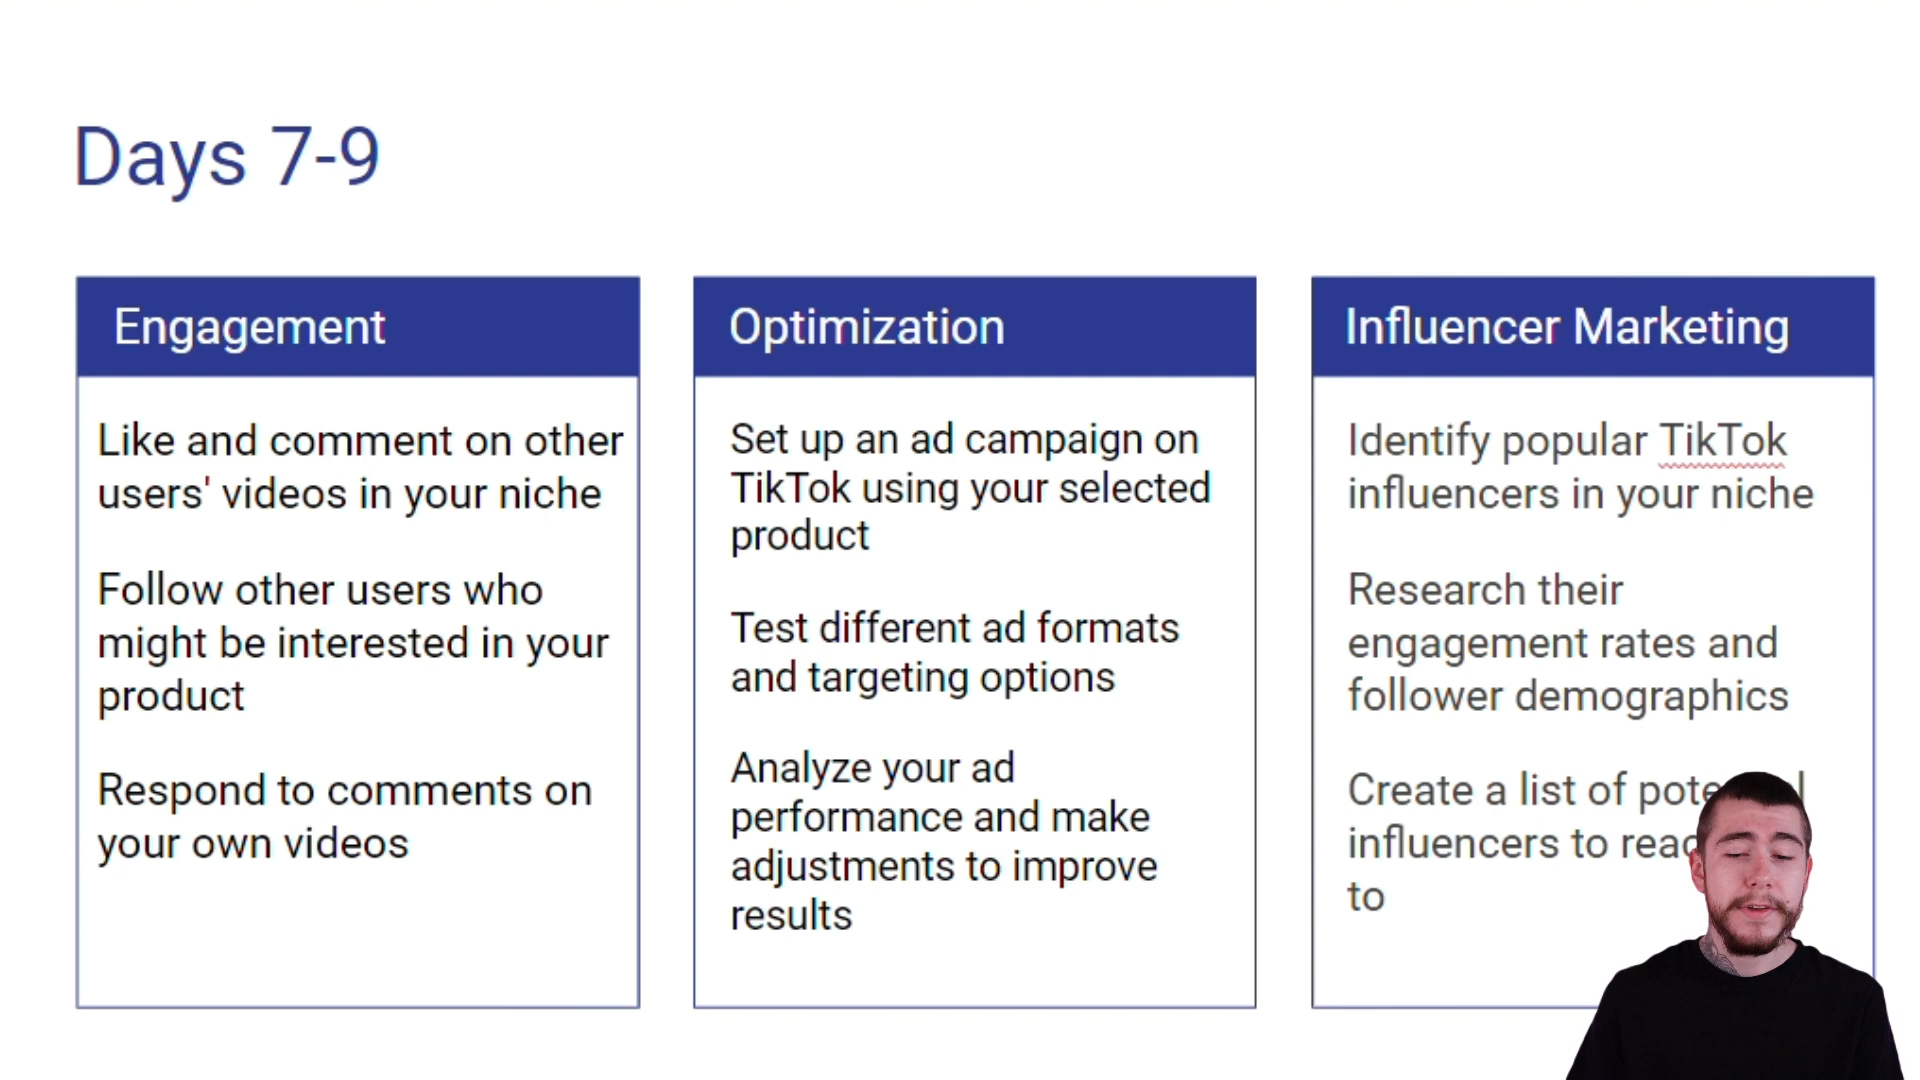 Days 7-9
Engagement
Like and comment on other
users' videos in your niche
Follow other users who
might be interested in your
product
Respond to comments on
your own videos
Optimization
Set up an ad campaign on
TikTok using your selected
product
Test different ad formats
and targeting options
Analyze your ad
performance and make
adjustments to improve
results
Influencer Marketing
Identify popular TikTok
influencers in your niche
Research their
engagement rates and
follower demographics
Create a list of
influencers to
to